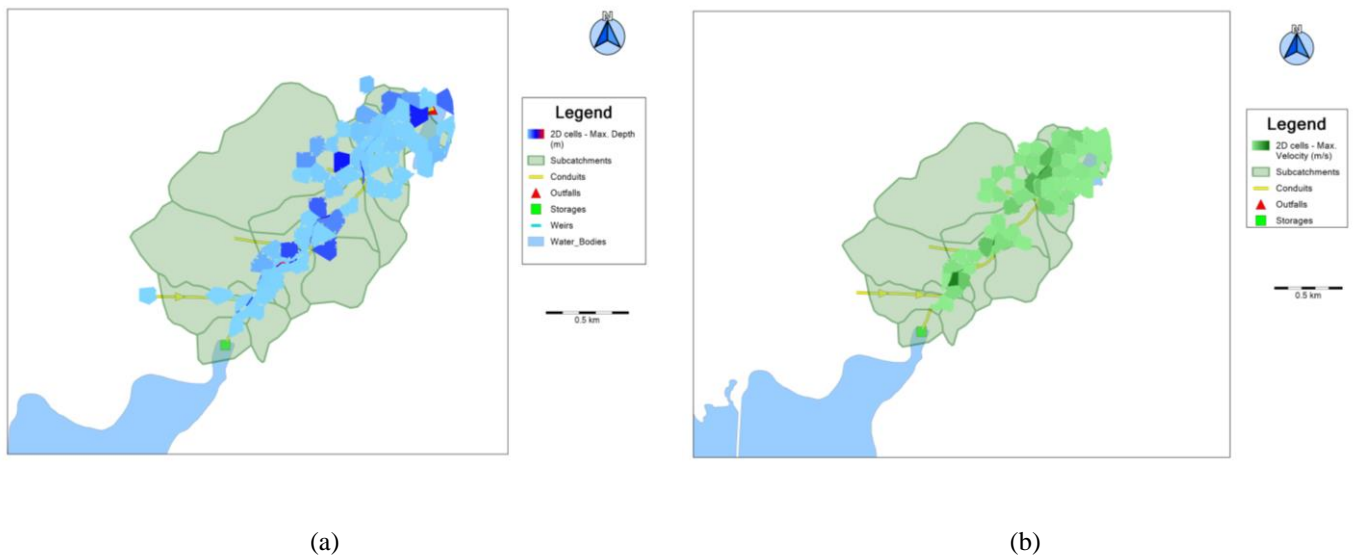 N
Legend
2D cells - Max. Depth
(m)
Subcatchments
Conduits
Outfalls
Storages
Weirs
Water_Bodies
0.5 km
N
Legend
2D cells - Max.
Velocity (m/s)
Subcatchments
Conduits
Outfalls
Storages
0.5 km
(a)
(b)